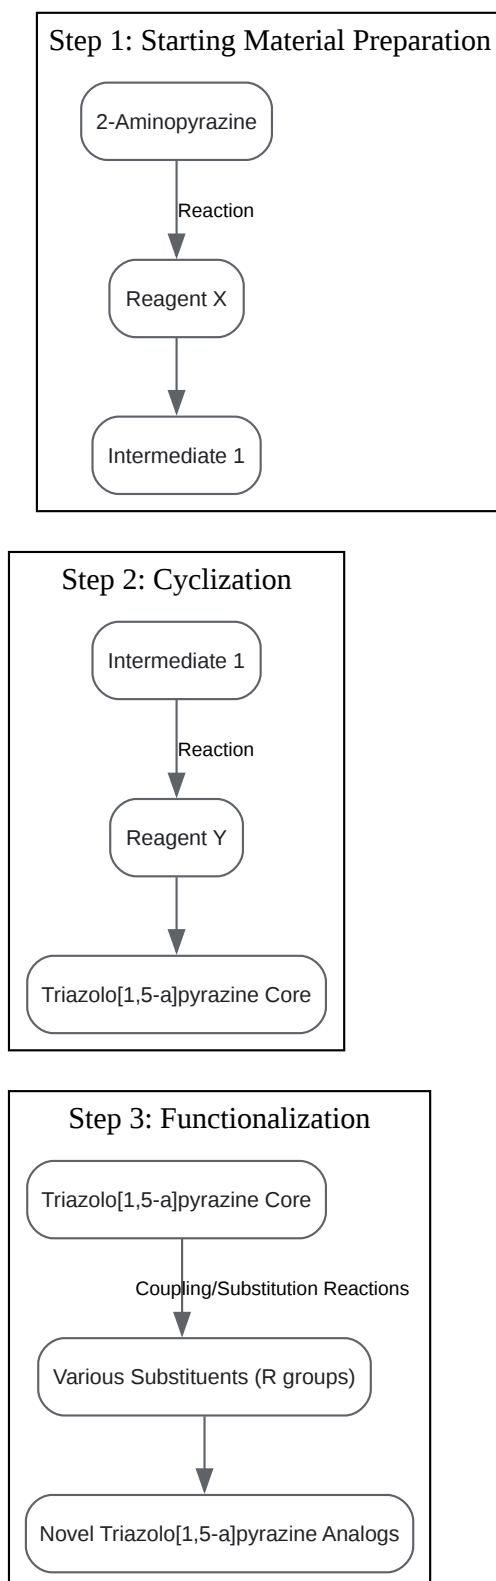 Step 1: Starting Material Preparation
2-Aminopyrazine
Reaction
Reagent X
Intermediate 1
Step 2: Cyclization
Intermediate 1
Reaction
Reagent Y
Triazolo[1,5-a]pyrazine Core
Step 3: Functionalization
Triazolo[1,5-a]pyrazine Core
Coupling/Substitution Reactions
Various Substituents (R groups)
Novel Triazolo[1,5-a]pyrazine Analogs